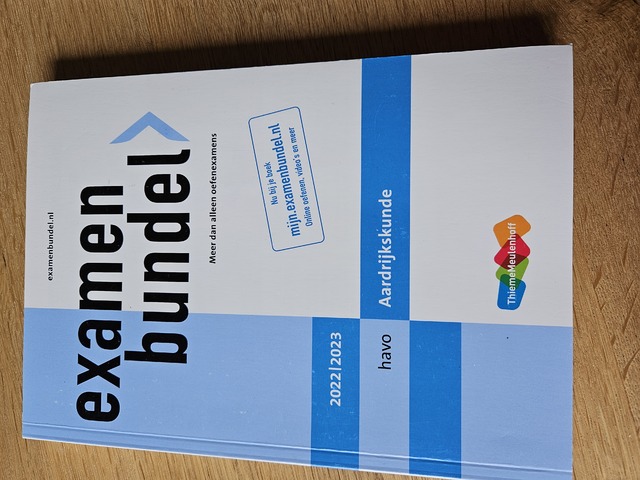 examenbundel.nl
examen
bundel
Meer dan alleen oefenexamens
Nu bij je boek
mijn.examenbundel.nl
Online oefenen, video's en meer
2022|2023
havo
Aardrijkskunde
ThiemeMeulenhoff